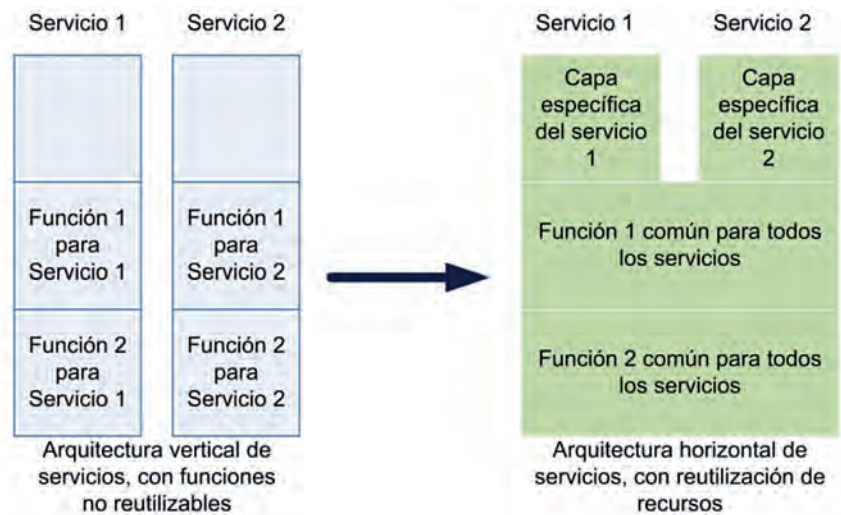 Servicio 1
Servicio 2
Función 1
para
Servicio 1
Función 1
para
Servicio 2
Función 2
para
Servicio 1
Función 2
para
Servicio 2
Arquitectura vertical de
servicios, con funciones
no reutilizables
Servicio 1
Servicio 2
Capa
específica
del servicio
1
Capa
específica
del servicio
2
Función 1 común para todos
los servicios
Función 2 común para todos
los servicios
Arquitectura horizontal de
servicios, con reutilización de
recursos